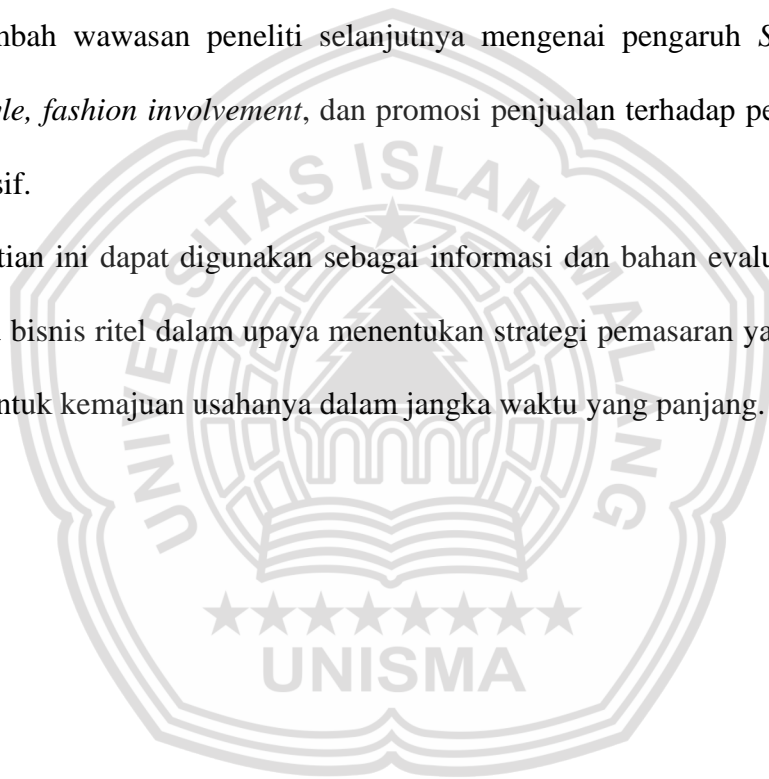 mbah wawasan peneliti selanjutnya mengenai pengaruh S
le, fashion involvement, dan promosi penjualan terhadap pe
sif.
tian ini dapat digunakan sebagai informasi dan bahan evalu
bisnis ritel dalam upaya menentukan strategi pemasaran ya
ntuk kemajuan usahanya dalam jangka waktu yang panjang.
UNIVERSITAS ISLAM MALANG
UNISMA